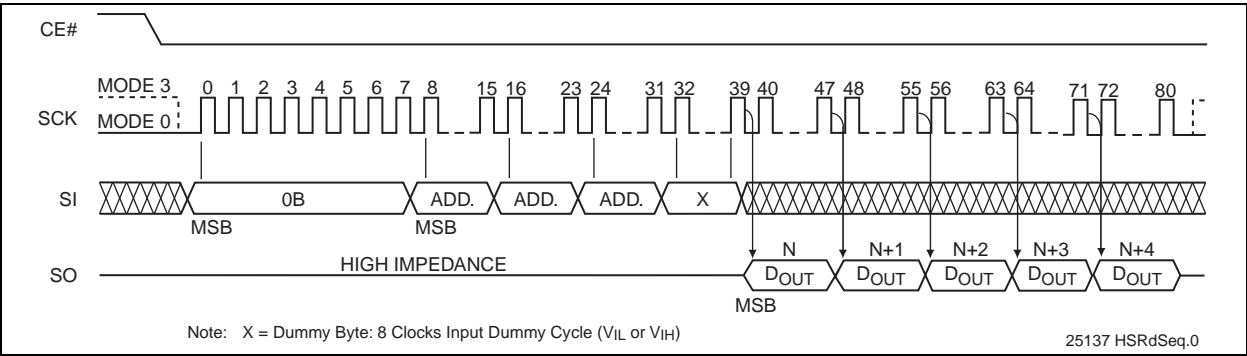 CE#
MODE 3
0 1 2 3 4 5 6 7 8 15 16 23 24 31 32 39 40 47 48 55 56 63 64 71 72 80
SCK
MODE 0
SI
0B
ADD.
ADD.
ADD.
X
MSB
MSB
N
N+1
N+2
N+3
N+4
HIGH IMPEDANCE
SO
DOUT
DOUT
DOUT
DOUT
DOUT
MSB
Note: X = Dummy Byte: 8 Clocks Input Dummy Cycle (VIL or VIH)
25137 HSRdSeq.0